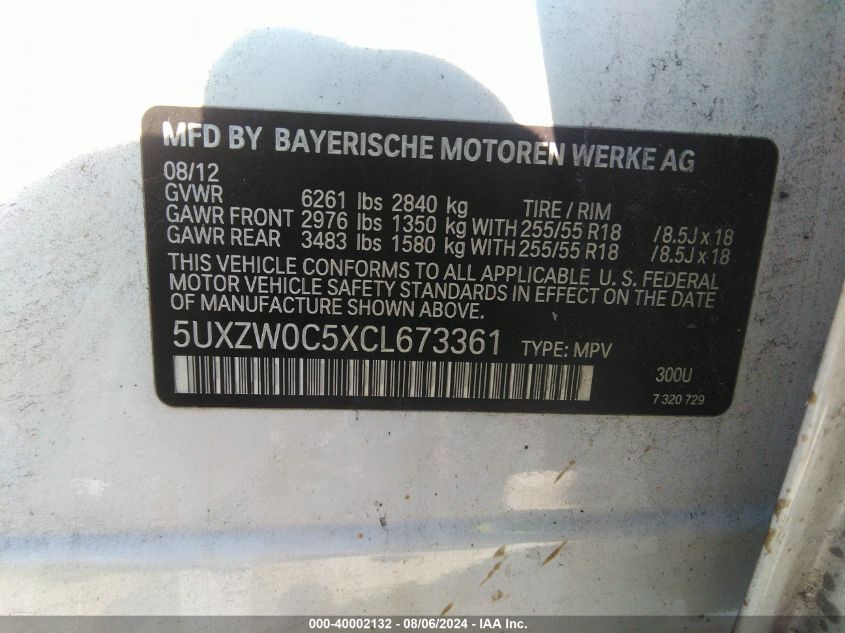 MFD BY BAYERISCHE MOTOREN WERKE AG
08/12
GVWR 6261 lbs 2840 kg TIRE / RIM
GAWR FRONT 2976 lbs 1350 kg WITH 255/55 R18 /8.5J x 18
GAWR REAR 3483 lbs 1580 kg WITH 255/55 R18 /8.5J x 18
THIS VEHICLE CONFORMS TO ALL APPLICABLE U. S. FEDERAL
MOTOR VEHICLE SAFETY STANDARDS IN EFFECT ON THE DATE
OF MANUFACTURE SHOWN ABOVE.
5UXZW0C5XCL673361 TYPE: MPV
300U
7 320 729
000-40002132 - 08/06/2024 - IAA Inc.